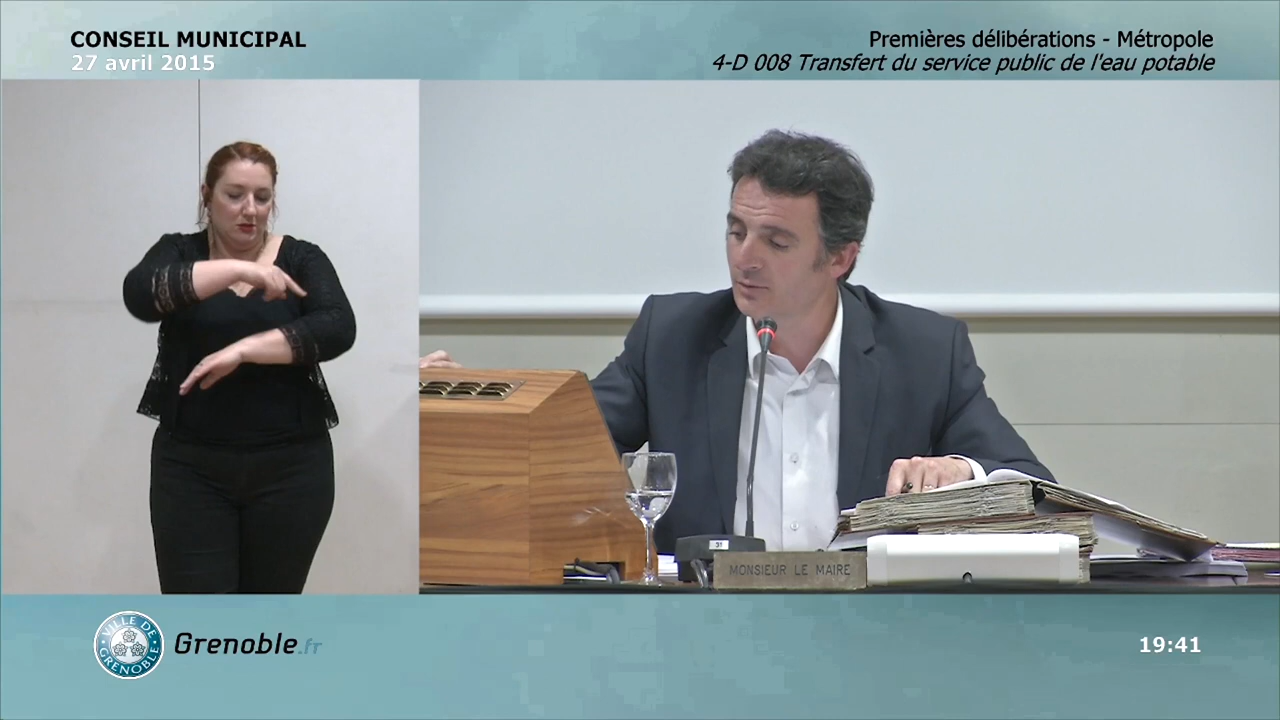 CONSEIL MUNICIPAL
27 avril 2015
Premières délibérations - Métropole
4-D 008 Transfert du service public de l'eau potable
31
MONSIEUR LE MAIRE
VILLE DE GRENOBLE
Grenoble.fr
19:41